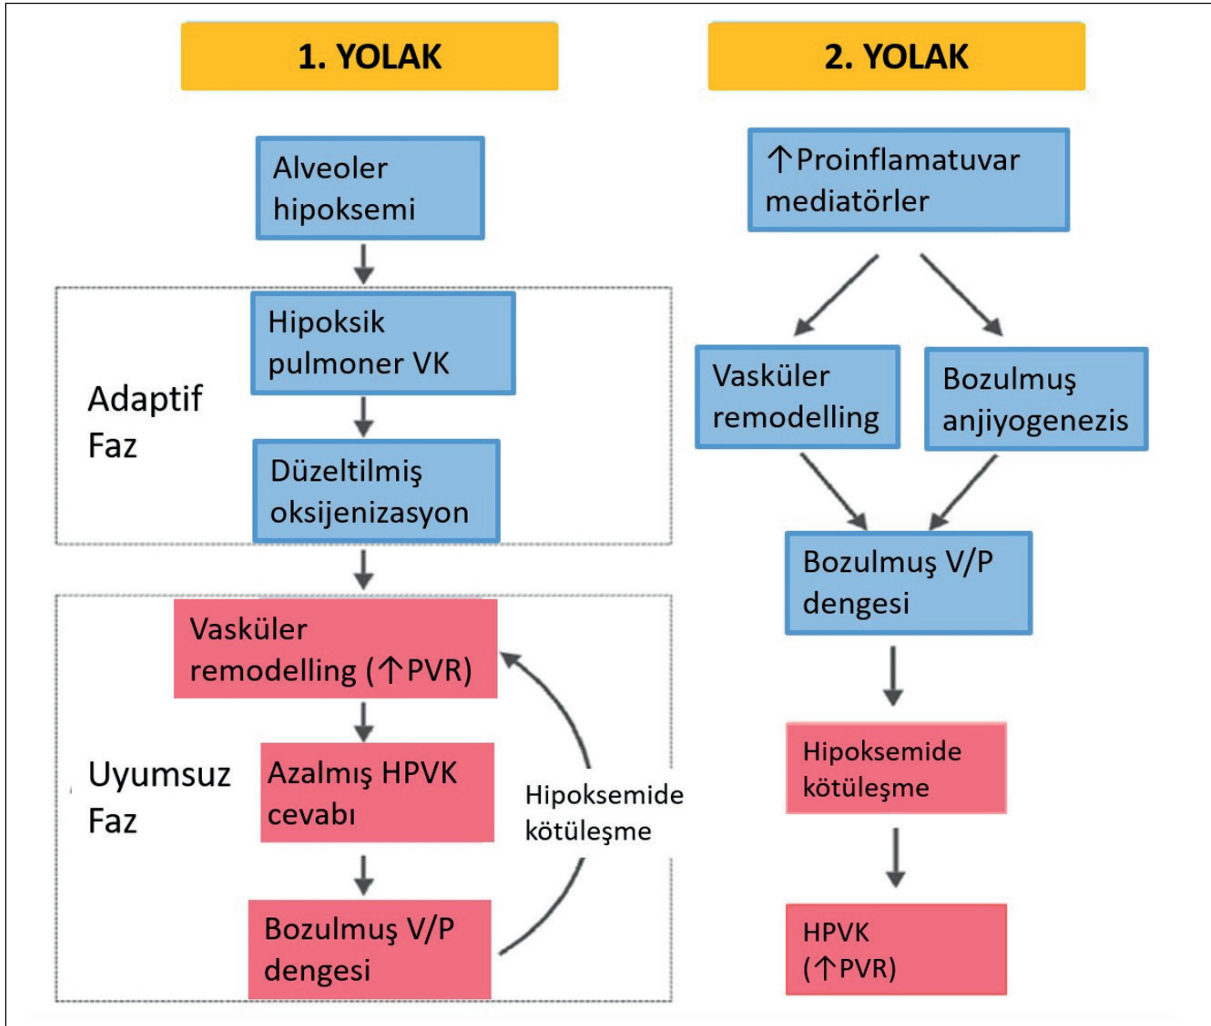 1. YOLAK
Alveoler
hipoksemi
Adaptif
Faz
Hipoksik
pulmoner VK
Düzeltilmiş
oksijenizasyon
Uyumsuz
Faz
Vasküler
remodelling (↑PVR)
Azalmış HPVK
cevabı
Bozulmuş V/P
dengesi
Hipoksemide
kötüleşme
2. YOLAK
↑Proinflamatuvar
mediatörler
Vasküler
remodelling
Bozulmuş
anjiyogenezis
Bozulmuş V/P
dengesi
Hipoksemide
kötüleşme
HPVK
(↑PVR)